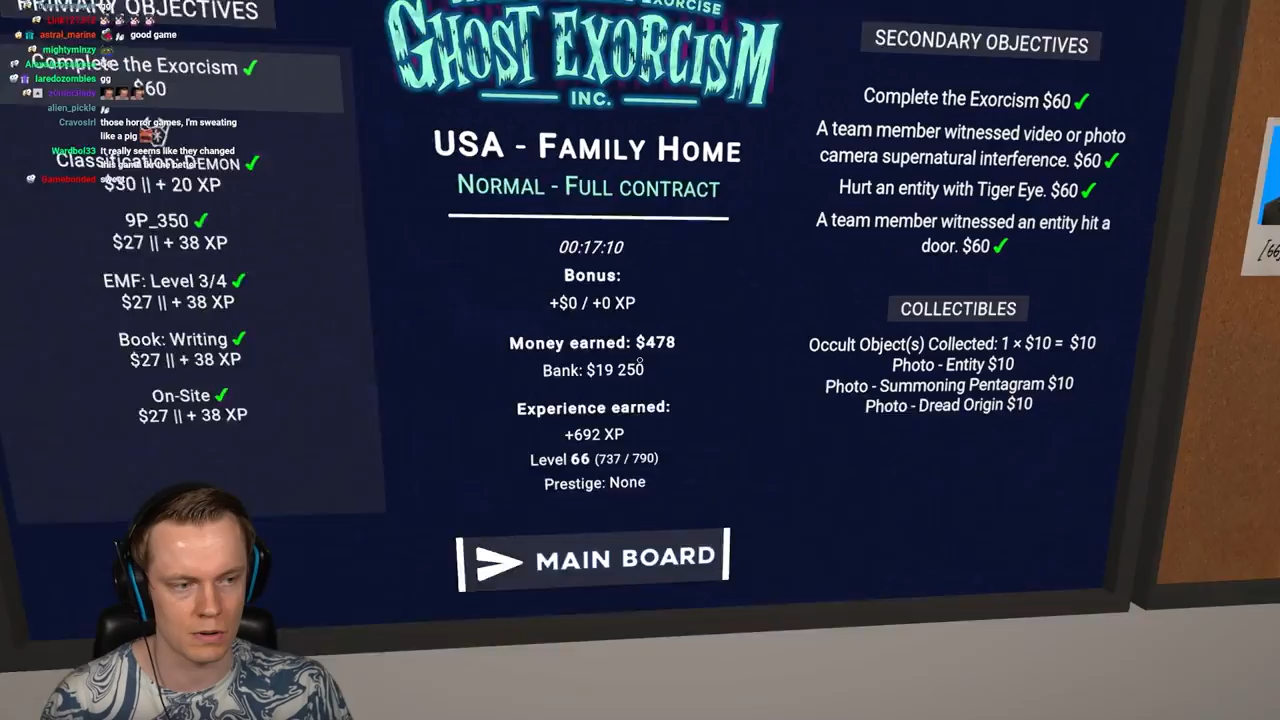 PRIMARY OBJECTIVES
astral_marine good game
mightymInzy
Complete the Exorcism
laredozombies gg
$60
alien_pickle
Cravosirl those horror games, I'm sweating
like a pig
Wardboi33 It really seems like they changed
Classification: DEMON
$30 || + 20 XP
9P_350
$27 || + 38 XP
EMF: Level 3/4
$27 || + 38 XP
Book: Writing
$27 || + 38 XP
On-Site
$27 || + 38 XP
GHOST EXORCISM
INC.
USA - FAMILY HOME
NORMAL - FULL CONTRACT
00:17:10
Bonus:
+$0 / +0 XP
Money earned: $478
Bank: $19 250
Experience earned:
+692 XP
Level 66 (737 / 790)
Prestige: None
MAIN BOARD
SECONDARY OBJECTIVES
Complete the Exorcism $60
A team member witnessed video or photo
camera supernatural interference. $60
Hurt an entity with Tiger Eye. $60
A team member witnessed an entity hit a
door. $60
COLLECTIBLES
Occult Object(s) Collected: 1 × $10 = $10
Photo - Entity $10
Photo - Summoning Pentagram $10
Photo - Dread Origin $10
[66]